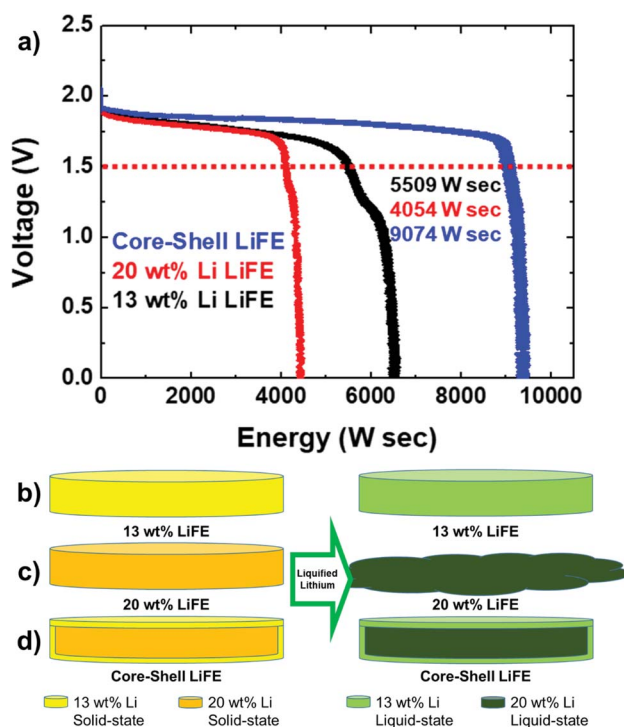 a)
2.5
2.0
1.5
1.0
0.5
0.0
Voltage (V)
5509 W sec
4054 W sec
9074 W sec
Core-Shell LiFE
20 wt% Li LiFE
13 wt% Li LiFE
0 2000 4000 6000 8000 10000
Energy (W sec)
b)
13 wt% LiFE 13 wt% LiFE
c)
Liquified
Lithium
20 wt% LiFE 20 wt% LiFE
d)
Core-Shell LiFE Core-Shell LiFE
13 wt% Li 20 wt% Li 13 wt% Li 20 wt% Li
Solid-state Solid-state Liquid-state Liquid-state